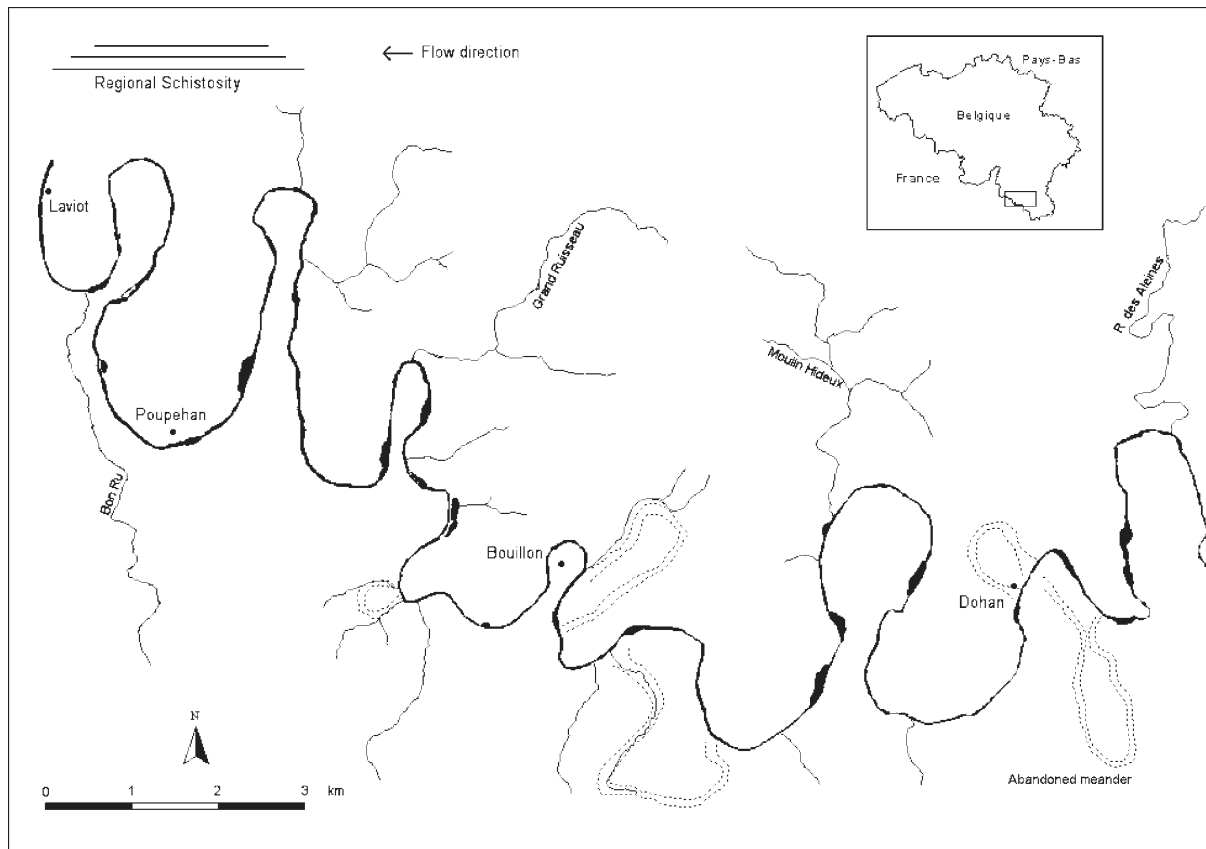 Flow direction
Regional Schistosity
Pays-Bas
Belgique
France
Laviot
Grand Ruisseau
R des Aleines
Moulin Hideux
Poupehan
Bon Ru
Bouillon
Dohan
N
Abandoned meander
0 1 2 3 km